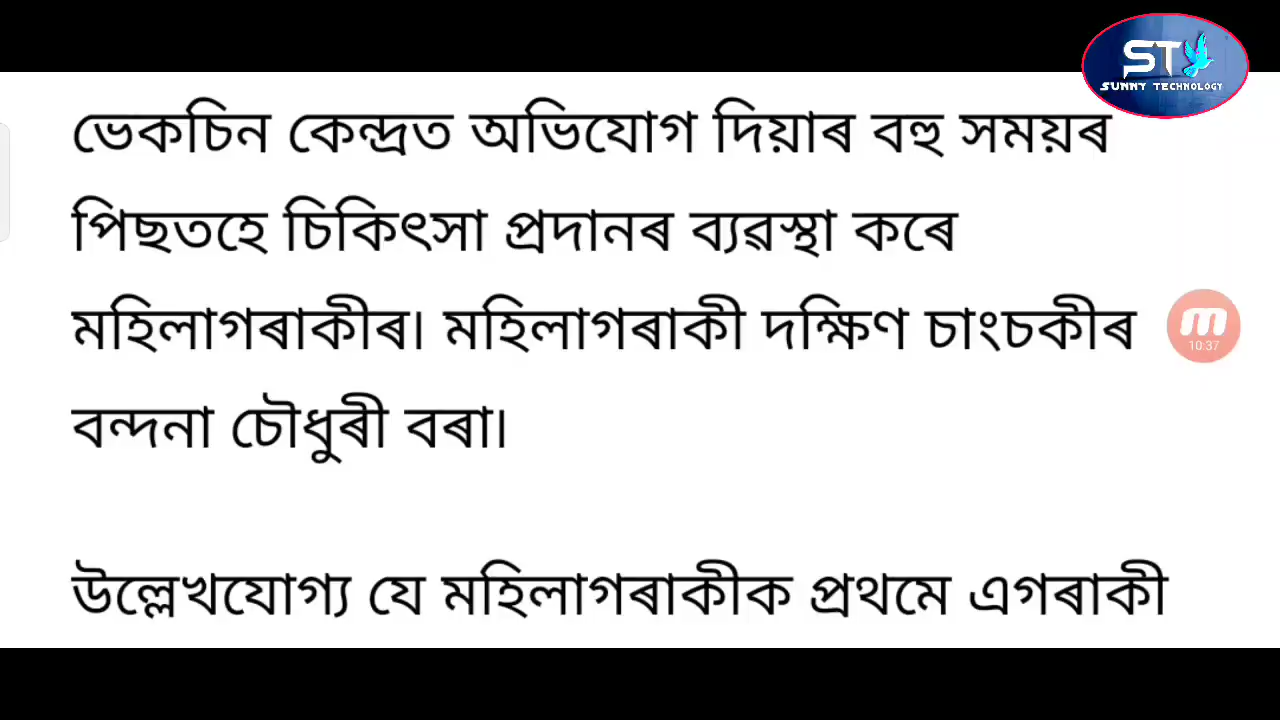 ST
SUNNY TECHNOLOGY
ভেকচিন কেন্দ্ৰত অভিযোগ দিয়াৰ বহু সময়ৰ
পিছতহে চিকিৎসা প্ৰদানৰ ব্যৱস্থা কৰে
মহিলাগৰাকীৰ। মহিলাগৰাকী দক্ষিণ চাংচকীৰ
m
10:37
বন্দনা চৌধুৰী বৰা।
উল্লেখযোগ্য যে মহিলাগৰাকীক প্ৰথমে এগৰাকী